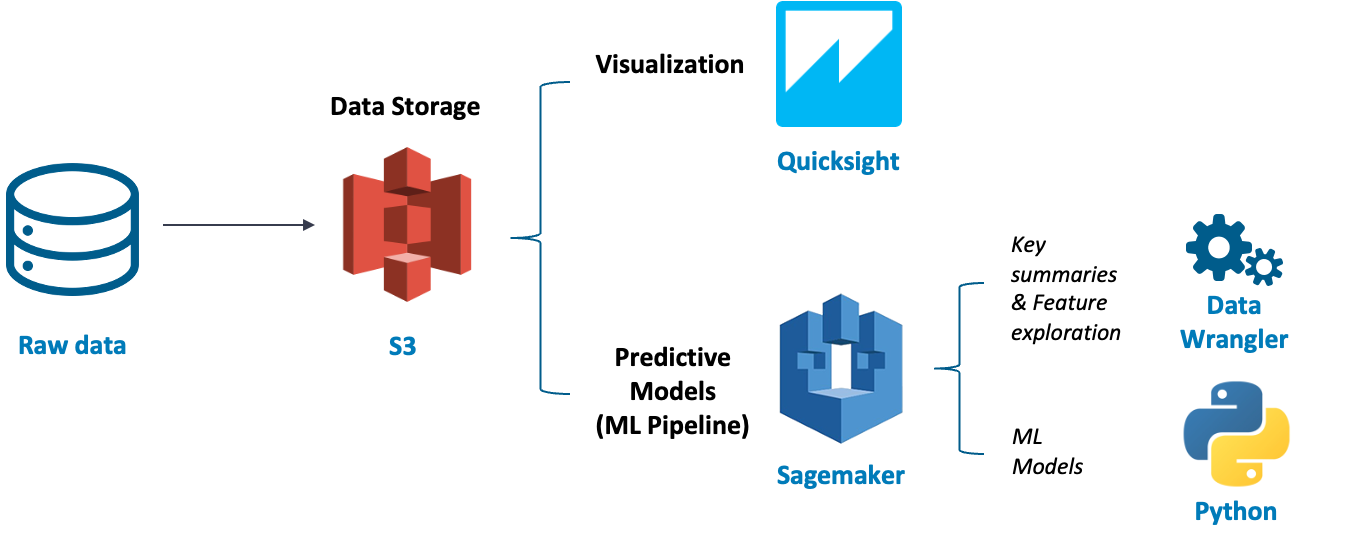 Visualization
Quicksight
Data Storage
S3
Raw data
Predictive
Models
(ML Pipeline)
Sagemaker
Key
summaries
& Feature
exploration
Data
Wrangler
ML
Models
Python